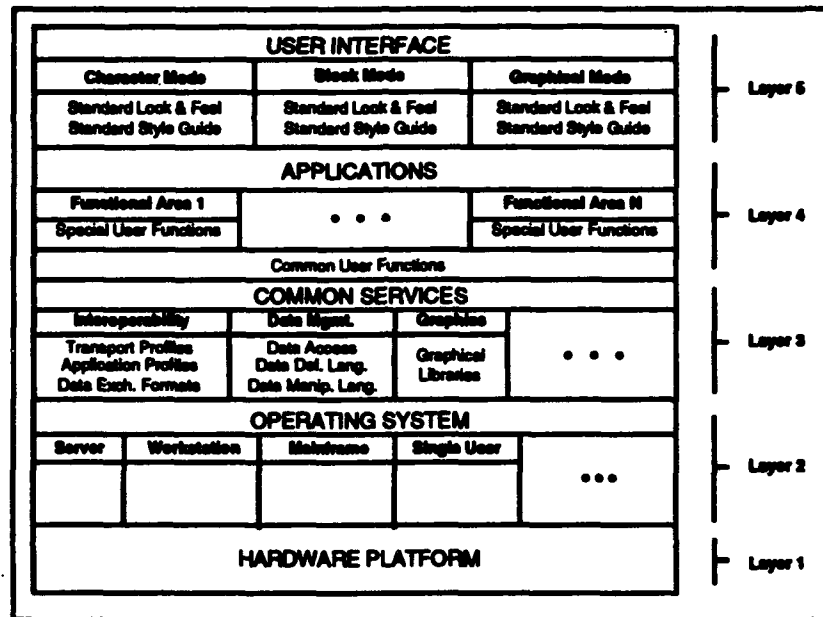 USER INTERFACE
Character Mode Block Mode Graphical Mode
Standard Look & Feel Standard Look & Feel Standard Look & Feel
Standard Style Guide Standard Style Guide Standard Style Guide
Layer 5
APPLICATIONS
Functional Area 1 • • • Functional Area N
Special User Functions Special User Functions
Common User Functions
Layer 4
COMMON SERVICES
Interoperability Data Mgmt. Graphics
Transport Profiles Data Access Graphical
Application Profiles Data Def. Lang. Libraries
Data Exch. Formats Data Manip. Lang.
• • •
Layer 3
OPERATING SYSTEM
Server Workstation Mainframe Single User
•••
Layer 2
HARDWARE PLATFORM
Layer 1